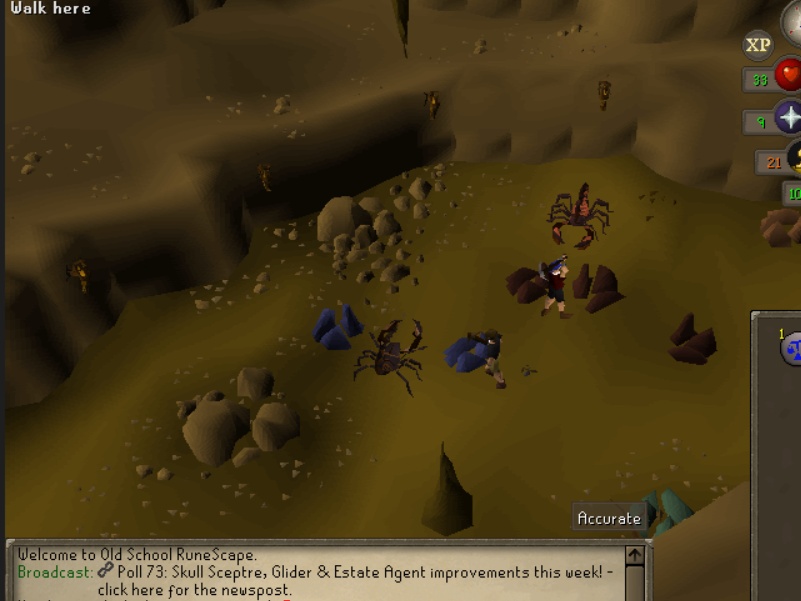 Walk here
XP
33
9
21
10
1
Accurate
Welcome to Old School RuneScape.
Broadcast: Poll 73: Skull Sceptre, Glider & Estate Agent improvements this week! -
click here for the newspost.